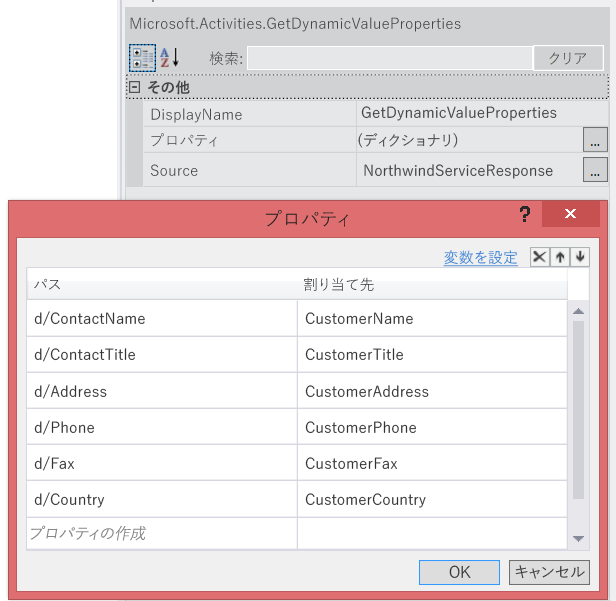 Microsoft.Activities.GetDynamicValueProperties
検索: クリア
その他
DisplayName GetDynamicValueProperties
プロパティ (ディクショナリ) ...
Source NorthwindServiceResponse ...
プロパティ ?
変数を設定
パス 割り当て先
d/ContactName CustomerName
d/ContactTitle CustomerTitle
d/Address CustomerAddress
d/Phone CustomerPhone
d/Fax CustomerFax
d/Country CustomerCountry
プロパティの作成
OK キャンセル